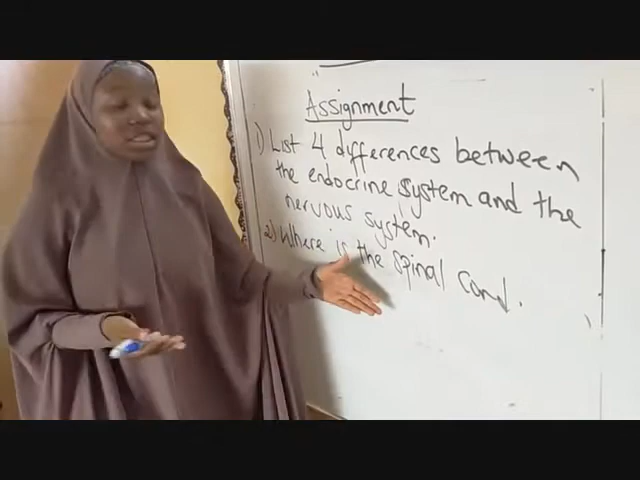 Assignment
1) List 4 differences between
the endocrine system and the
nervous system.
2) Where is the spinal cord.